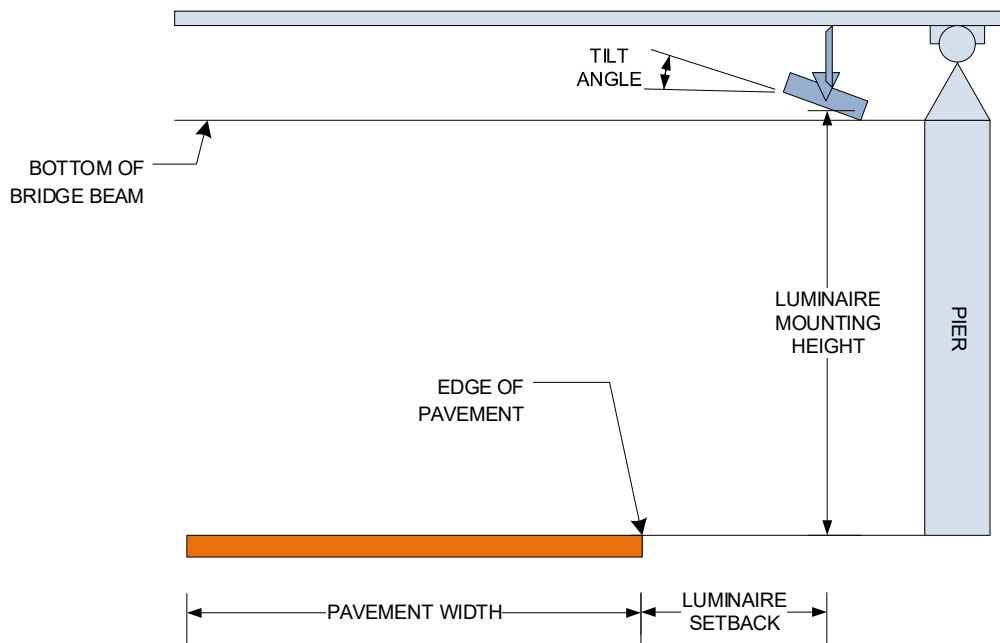 TILT
ANGLE
BOTTOM OF
BRIDGE BEAM
LUMINAIRE
MOUNTING
HEIGHT
PIER
EDGE OF
PAVEMENT
PAVEMENT WIDTH
LUMINAIRE
SETBACK